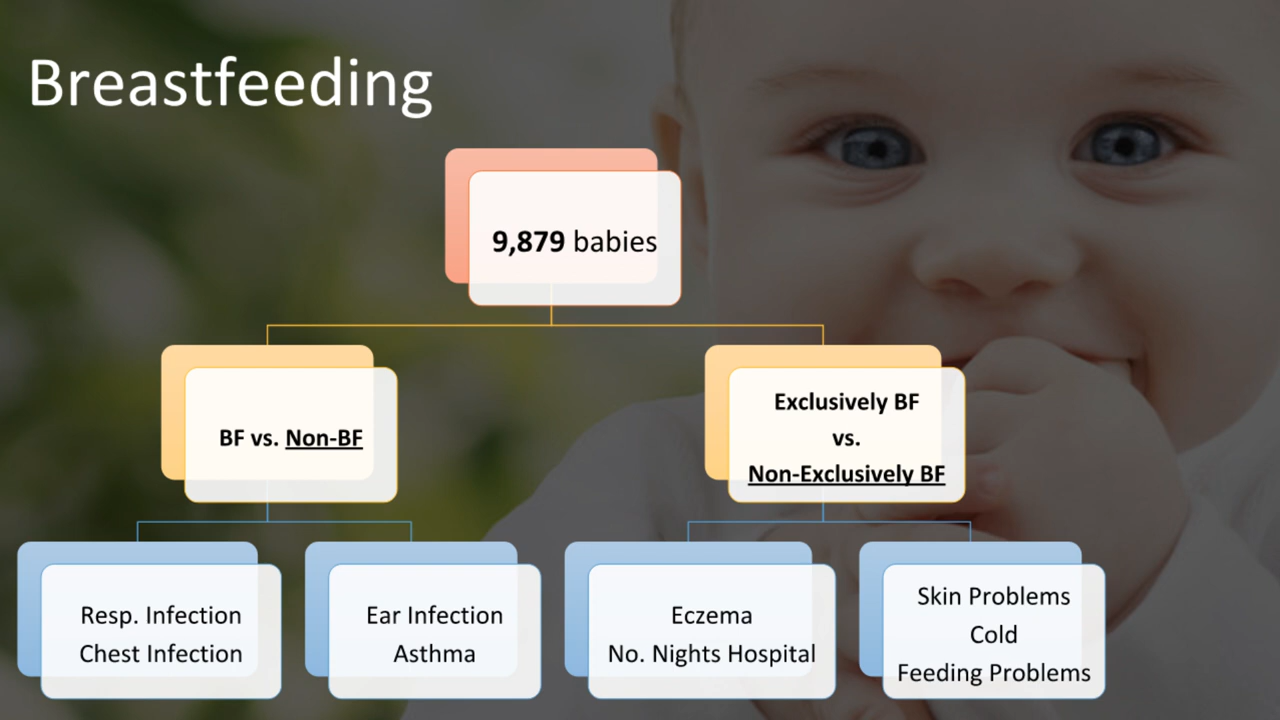 Breastfeeding
9,879 babies
BF vs. Non-BF
Exclusively BF
vs.
Non-Exclusively BF
Resp. Infection
Chest Infection
Ear Infection
Asthma
Eczema
No. Nights Hospital
Skin Problems
Cold
Feeding Problems